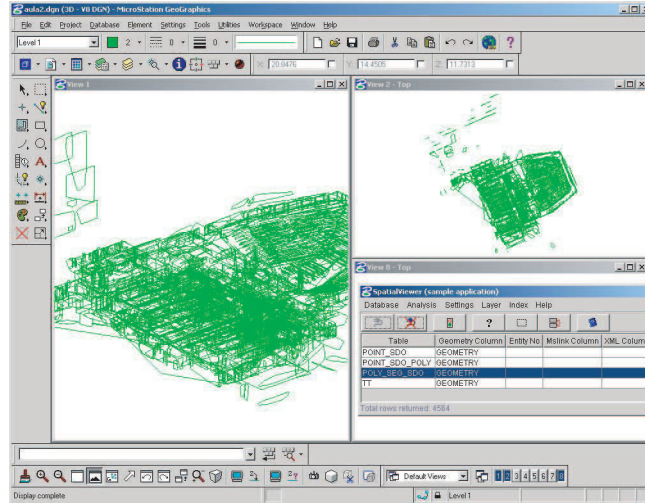 aula2.dgn (3D - V8 DGN) - MicroStation GeoGraphics
File Edit Project Database Element Settings Tools Utilities Workspace Window Help
Level 1 2 0 0
X: 20.9476 Y: 14.4505 Z: 11.7313
View 1
View 2 - Top
View 8 - Top
SpatialViewer (sample application)
Database Analysis Settings Layer Index Help
Table Geometry Column Entity No Mslink Column XML Colum
POINT_SDO GEOMETRY
POINT_SDO_POLY GEOMETRY
POLY_SEG_SDO GEOMETRY
TT GEOMETRY
Total rows returned: 4584
Default Views 1 2 3 4 5 6 7 8
Display complete Level 1